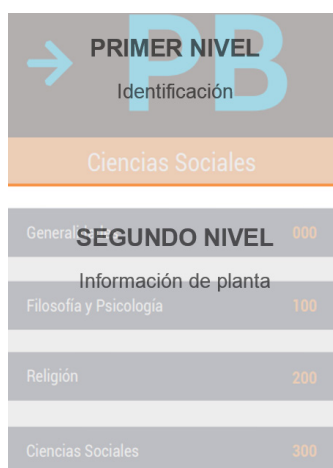 PB
PRIMER NIVEL
Identificación
Ciencias Sociales
Generalidades 000
SEGUNDO NIVEL
Información de planta
Filosofía y Psicología 100
Religión 200
Ciencias Sociales 300